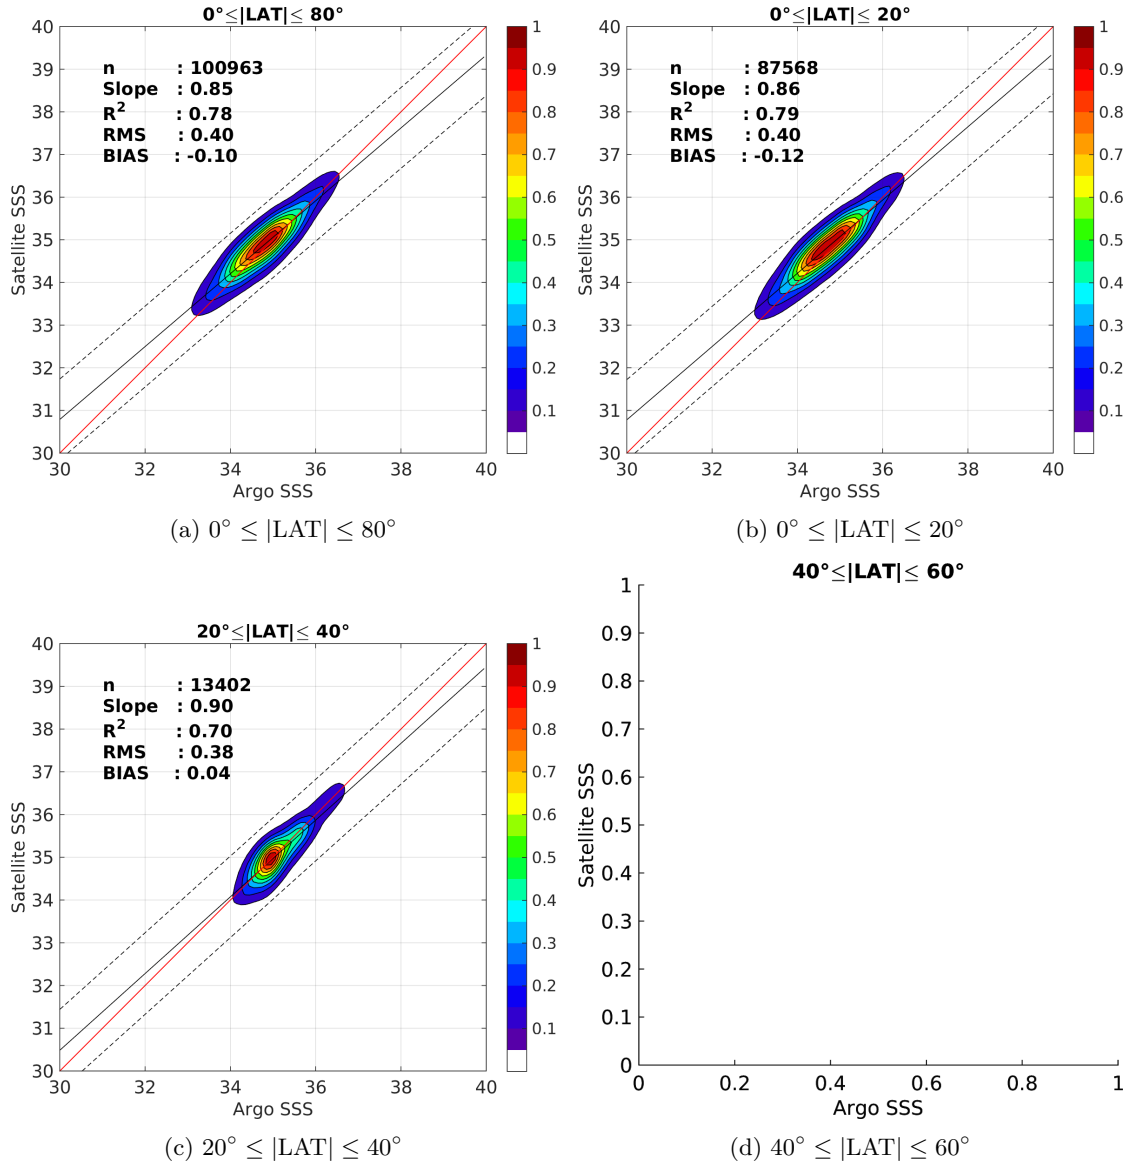 0°≤|LAT|≤ 80°
40
39
38
37
36
35
34
33
32
31
30
n : 100963
Slope : 0.85
R² : 0.78
RMS : 0.40
BIAS : -0.10
Satellite SSS
30 32 34 36 38 40
Argo SSS
1
0.9
0.8
0.7
0.6
0.5
0.4
0.3
0.2
0.1
(a) 0° ≤ |LAT| ≤ 80°
0°≤|LAT|≤ 20°
40
39
38
37
36
35
34
33
32
31
30
n : 87568
Slope : 0.86
R² : 0.79
RMS : 0.40
BIAS : -0.12
Satellite SSS
30 32 34 36 38 40
Argo SSS
1
0.9
0.8
0.7
0.6
0.5
0.4
0.3
0.2
0.1
(b) 0° ≤ |LAT| ≤ 20°
20°≤|LAT|≤ 40°
40
39
38
37
36
35
34
33
32
31
30
n : 13402
Slope : 0.90
R² : 0.70
RMS : 0.38
BIAS : 0.04
Satellite SSS
30 32 34 36 38 40
Argo SSS
1
0.9
0.8
0.7
0.6
0.5
0.4
0.3
0.2
0.1
(c) 20° ≤ |LAT| ≤ 40°
40°≤|LAT|≤ 60°
1
0.9
0.8
0.7
0.6
0.5
0.4
0.3
0.2
0.1
0
Satellite SSS
0 0.2 0.4 0.6 0.8 1
Argo SSS
(d) 40° ≤ |LAT| ≤ 60°